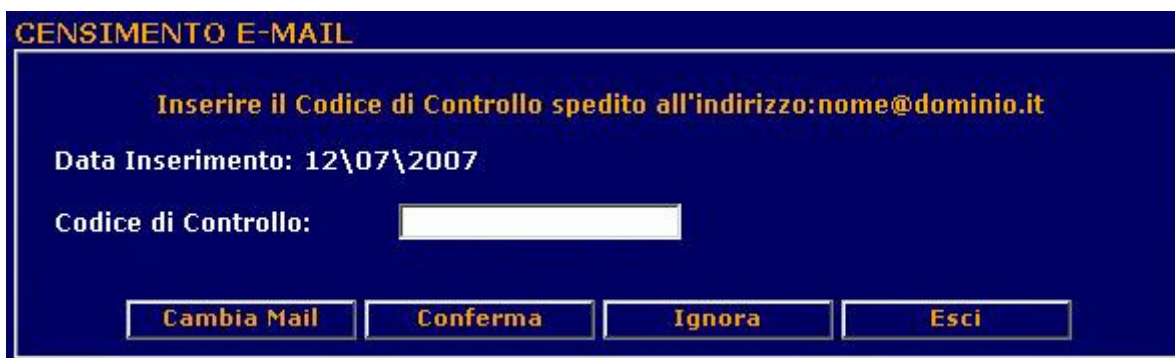 CENSIMENTO E-MAIL
Inserire il Codice di Controllo spedito all'indirizzo:nome@dominio.it
Data Inserimento: 12\07\2007
Codice di Controllo:
Cambia Mail Conferma Ignora Esci